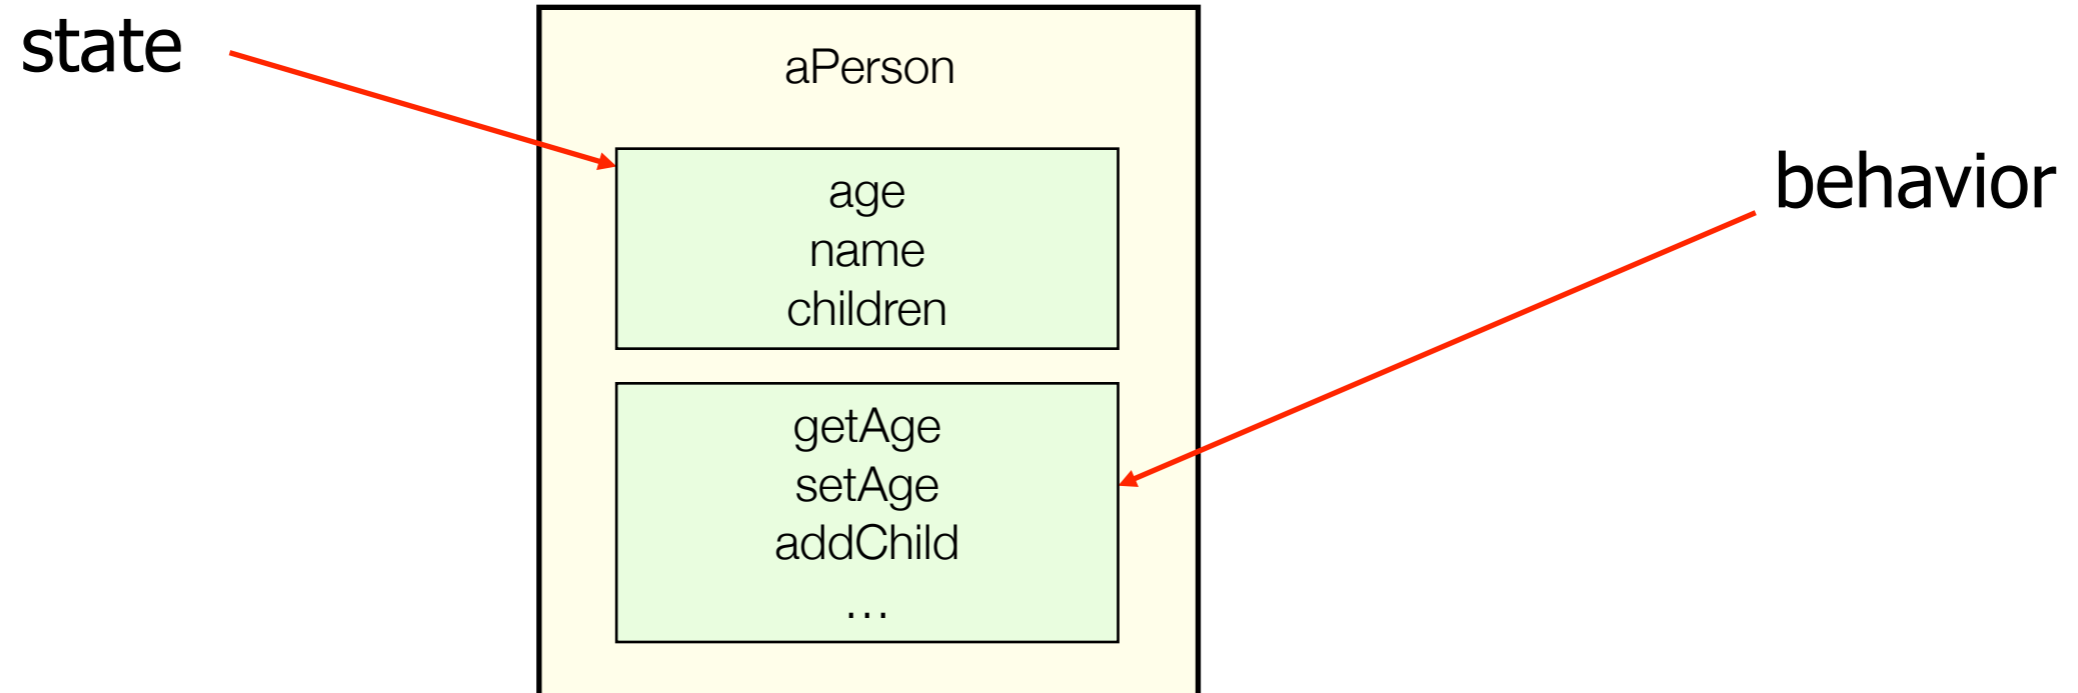 state
aPerson
behavior
age
name
children
getAge
setAge
addChild
…